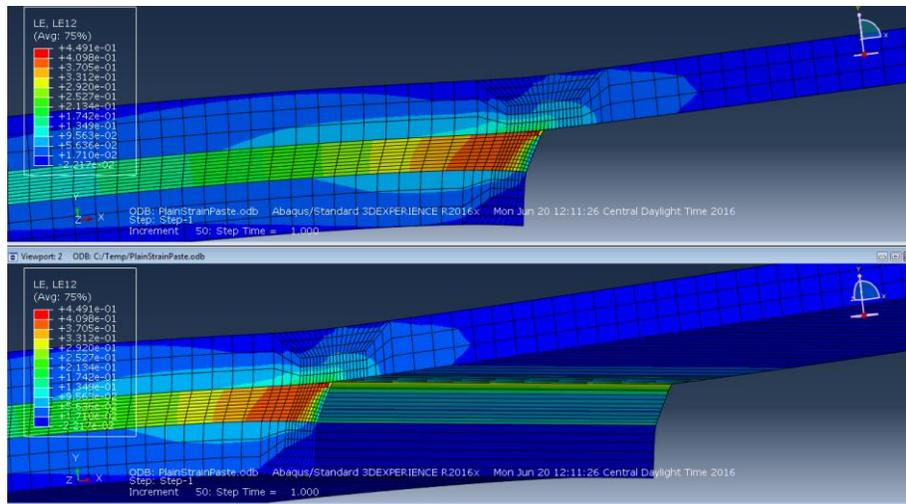 LE, LE12
(Avg: 75%)
+4.491e-01
+4.098e-01
+3.705e-01
+3.312e-01
+2.920e-01
+2.527e-01
+2.134e-01
+1.742e-01
+1.349e-01
+9.563e-02
+5.636e-02
+1.710e-02
-2.217e-02
Y
X
Y
Z X
ODB: PlainStrainPaste.odb Abaqus/Standard 3DEXPERIENCE R2016x Mon Jun 20 12:11:26 Central Daylight Time 2016
Step: Step-1
Increment 50: Step Time = 1.000
Viewport: 2 ODB: C:/Temp/PlainStrainPaste.odb
LE, LE12
(Avg: 75%)
+4.491e-01
+4.098e-01
+3.705e-01
+3.312e-01
+2.920e-01
+2.527e-01
+2.134e-01
+1.742e-01
+1.349e-01
+1.710e-02
-2.217e-02
Y
X
Y
Z X
ODB: PlainStrainPaste.odb Abaqus/Standard 3DEXPERIENCE R2016x Mon Jun 20 12:11:26 Central Daylight Time 2016
Step: Step-1
Increment 50: Step Time = 1.000